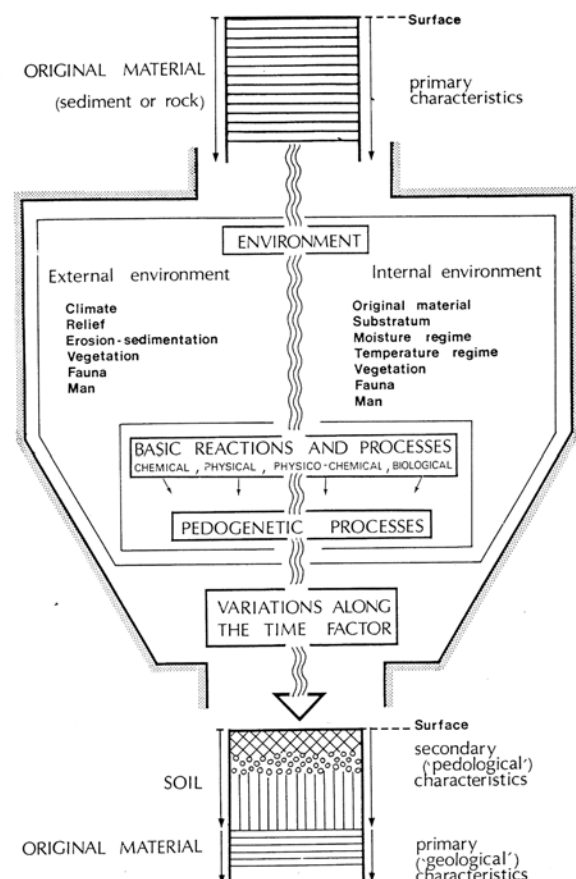 Surface
ORIGINAL MATERIAL
(sediment or rock)
primary
characteristics
ENVIRONMENT
External environment
Climate
Relief
Erosion-sedimentation
Vegetation
Fauna
Man
Internal environment
Original material
Substratum
Moisture regime
Temperature regime
Vegetation
Fauna
Man
BASIC REACTIONS AND PROCESSES
CHEMICAL, PHYSICAL, PHYSICO-CHEMICAL, BIOLOGICAL
PEDOGENETIC PROCESSES
VARIATIONS ALONG
THE TIME FACTOR
Surface
SOIL
secondary
('pedological')
characteristics
ORIGINAL MATERIAL
primary
('geological')
characteristics